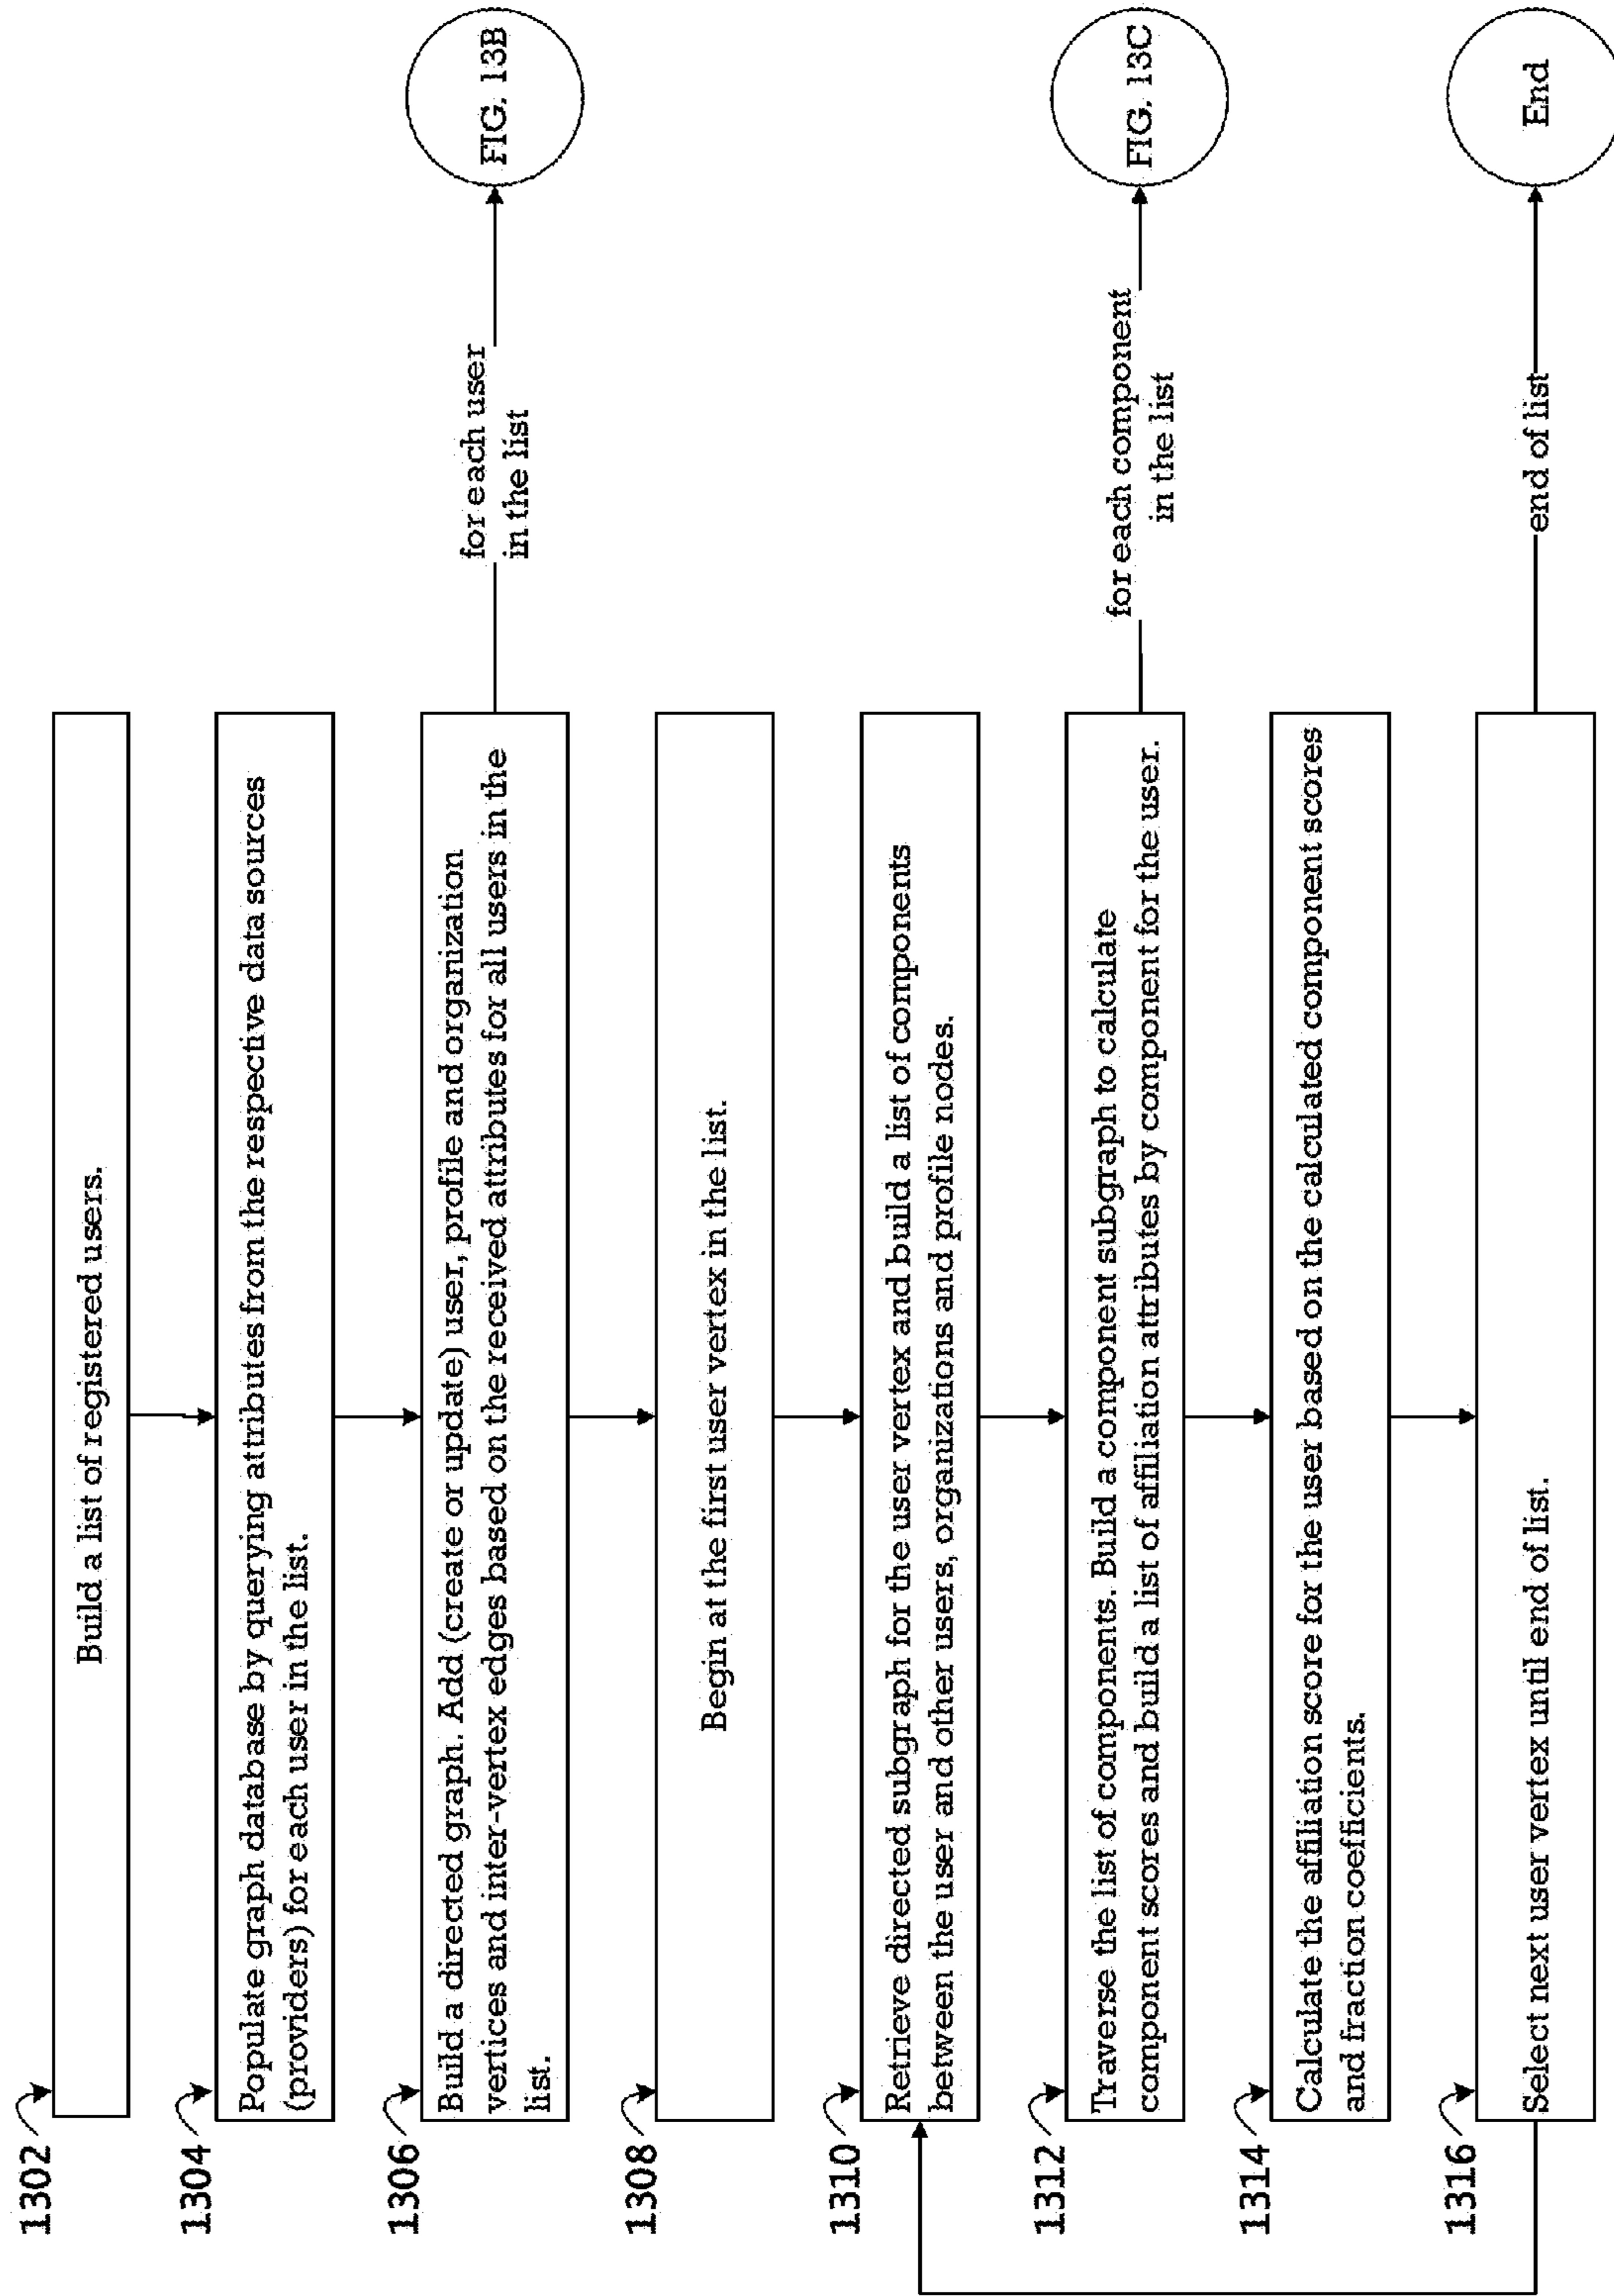 1302
Build a list of registered users.
1304
Populate graph database by querying attributes from the respective data sources
(providers) for each user in the list.
1306
Build a directed graph. Add (create or update) user, profile and organization
vertices and inter-vertex edges based on the received attributes for all users in the
list.
for each user
in the list
FIG. 13B
1308
Begin at the first user vertex in the list.
1310
Retrieve directed subgraph for the user vertex and build a list of components
between the user and other users, organizations and profile nodes.
1312
Traverse the list of components. Build a component subgraph to calculate
component scores and build a list of affiliation attributes by component for the user.
for each component
in the list
FIG. 13C
1314
Calculate the affiliation score for the user based on the calculated component scores
and fraction coefficients.
1316
Select next user vertex until end of list.
end of list
End